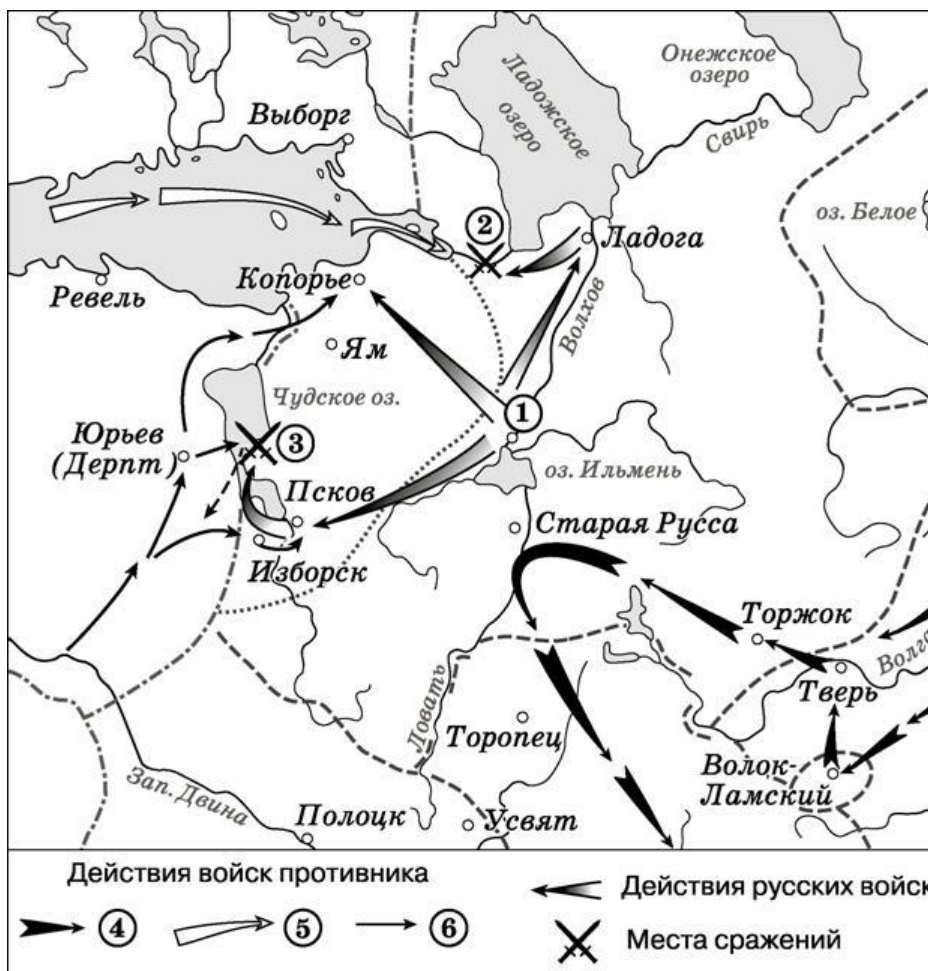 Онежское
озеро
Ладожское
озеро
Выборг
Свирь
оз. Белое
2
Ладога
Копорье
Ревель
Волхов
Ям
Чудское оз.
1
3
Юрьев
(Дерпт)
оз. Ильмень
Псков
Старая Русса
Изборск
Торжок
Волга
Тверь
Ловать
Торопец
Волок-
Ламский
Зап. Двина
Полоцк
Усвят
Действия войск противника
4
5
6
Действия русских войск
Места сражений